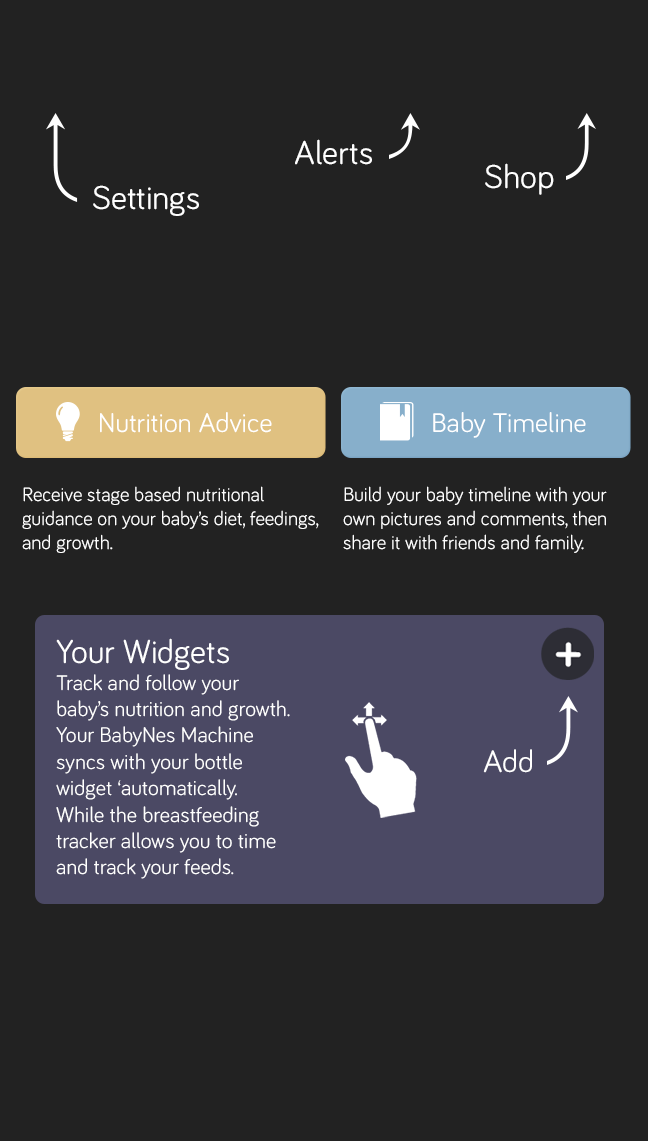 Alerts
Shop
Settings
Nutrition Advice
Baby Timeline
Receive stage based nutritional
guidance on your baby's diet, feedings,
and growth.
Build your baby timeline with your
own pictures and comments, then
share it with friends and family.
Your Widgets
Track and follow your
baby's nutrition and growth.
Your BabyNes Machine
syncs with your bottle
widget ‘automatically.
While the breastfeeding
tracker allows you to time
and track your feeds.
Add